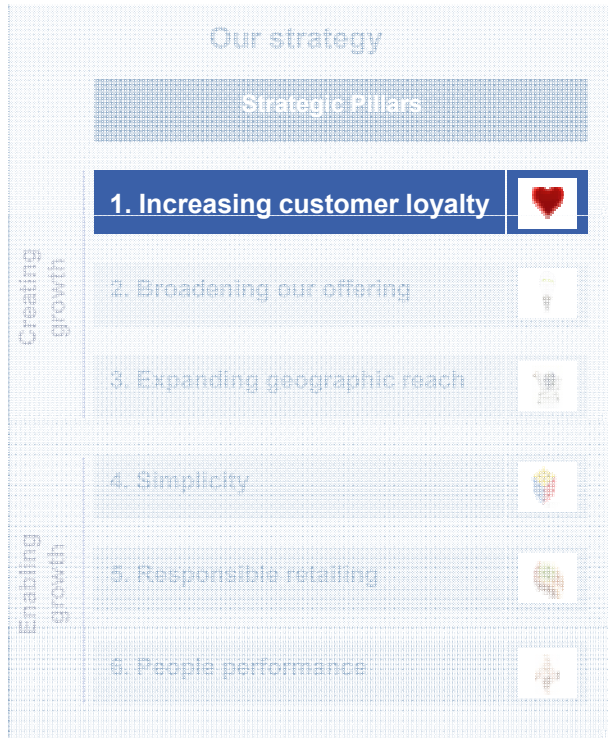 Our strategy
Strategic Pillars
1. Increasing customer loyalty
Creating
growth
2. Broadening our offering
3. Expanding geographic reach
Enabling
growth
4. Simplicity
5. Responsible retailing
6. People performance